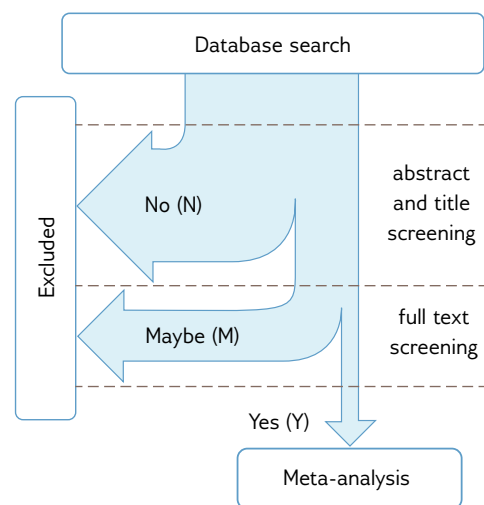 Database search
Excluded
No (N)
abstract
and title
screening
Maybe (M)
full text
screening
Yes (Y)
Meta-analysis